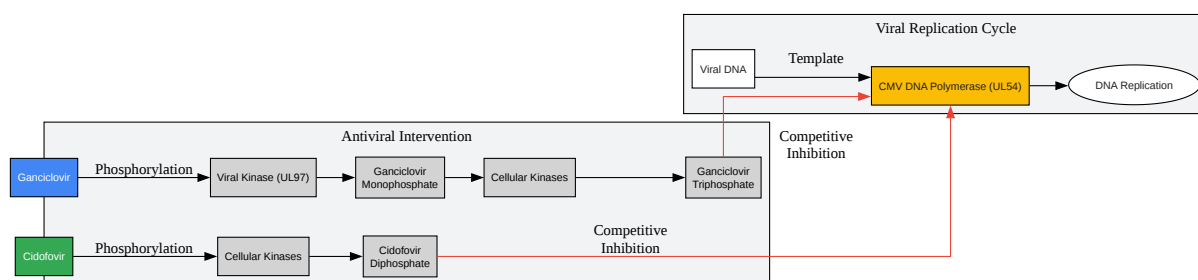 Viral Replication Cycle
Viral DNA
Template
CMV DNA Polymerase (UL54)
DNA Replication
Antiviral Intervention
Competitive
Inhibition
Ganciclovir
Phosphorylation
Viral Kinase (UL97)
Ganciclovir
Monophosphate
Cellular Kinases
Ganciclovir
Triphosphate
Cidofovir
Phosphorylation
Cellular Kinases
Cidofovir
Diphosphate
Competitive
Inhibition